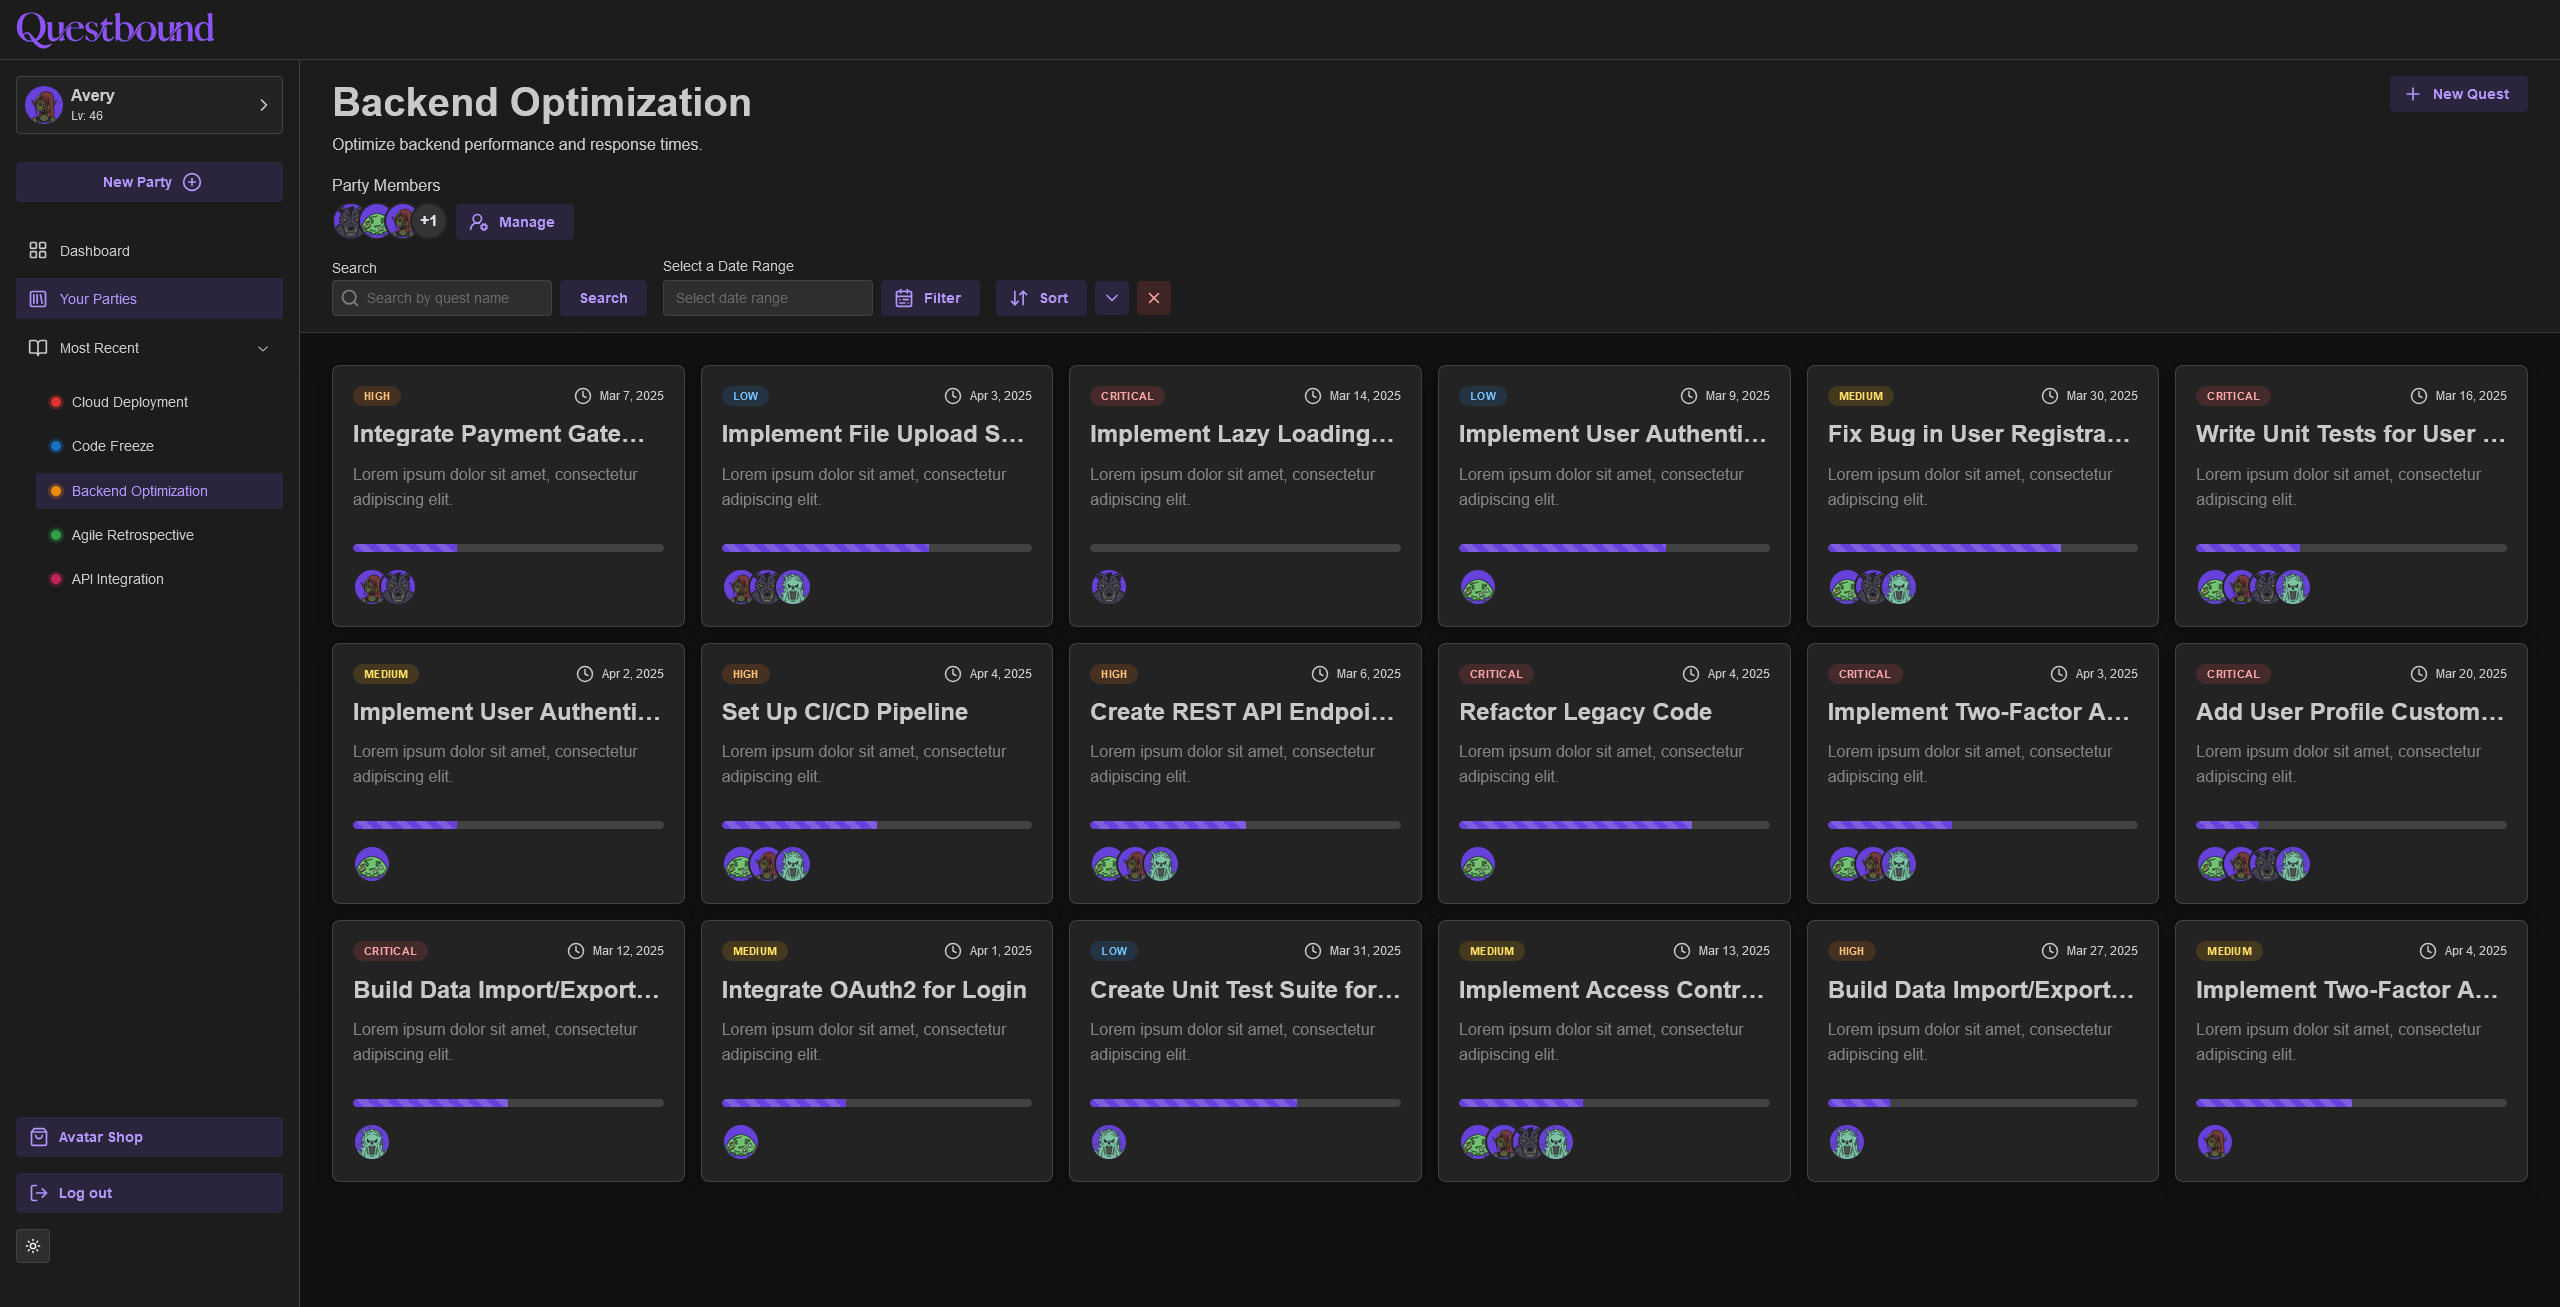 Questbound
Avery
Lv: 46
New Party
Dashboard
Your Parties
Most Recent
Cloud Deployment
Code Freeze
Backend Optimization
Agile Retrospective
API Integration
Avatar Shop
Log out
Backend Optimization
New Quest
Optimize backend performance and response times.
Party Members
+1
Manage
Search
Select a Date Range
Search by quest name
Search
Select date range
Filter
Sort
HIGH
Mar 7, 2025
Integrate Payment Gate...
Lorem ipsum dolor sit amet, consectetur
adipiscing elit.
LOW
Apr 3, 2025
Implement File Upload S...
Lorem ipsum dolor sit amet, consectetur
adipiscing elit.
CRITICAL
Mar 14, 2025
Implement Lazy Loading...
Lorem ipsum dolor sit amet, consectetur
adipiscing elit.
LOW
Mar 9, 2025
Implement User Authenti...
Lorem ipsum dolor sit amet, consectetur
adipiscing elit.
MEDIUM
Mar 30, 2025
Fix Bug in User Registra...
Lorem ipsum dolor sit amet, consectetur
adipiscing elit.
CRITICAL
Mar 16, 2025
Write Unit Tests for User ...
Lorem ipsum dolor sit amet, consectetur
adipiscing elit.
MEDIUM
Apr 2, 2025
Implement User Authenti...
Lorem ipsum dolor sit amet, consectetur
adipiscing elit.
HIGH
Apr 4, 2025
Set Up CI/CD Pipeline
Lorem ipsum dolor sit amet, consectetur
adipiscing elit.
HIGH
Mar 6, 2025
Create REST API Endpoi...
Lorem ipsum dolor sit amet, consectetur
adipiscing elit.
CRITICAL
Apr 4, 2025
Refactor Legacy Code
Lorem ipsum dolor sit amet, consectetur
adipiscing elit.
CRITICAL
Apr 3, 2025
Implement Two-Factor A...
Lorem ipsum dolor sit amet, consectetur
adipiscing elit.
CRITICAL
Mar 20, 2025
Add User Profile Custom...
Lorem ipsum dolor sit amet, consectetur
adipiscing elit.
CRITICAL
Mar 12, 2025
Build Data Import/Export...
Lorem ipsum dolor sit amet, consectetur
adipiscing elit.
MEDIUM
Apr 1, 2025
Integrate OAuth2 for Login
Lorem ipsum dolor sit amet, consectetur
adipiscing elit.
LOW
Mar 31, 2025
Create Unit Test Suite for...
Lorem ipsum dolor sit amet, consectetur
adipiscing elit.
MEDIUM
Mar 13, 2025
Implement Access Contr...
Lorem ipsum dolor sit amet, consectetur
adipiscing elit.
HIGH
Mar 27, 2025
Build Data Import/Export...
Lorem ipsum dolor sit amet, consectetur
adipiscing elit.
MEDIUM
Apr 4, 2025
Implement Two-Factor A...
Lorem ipsum dolor sit amet, consectetur
adipiscing elit.